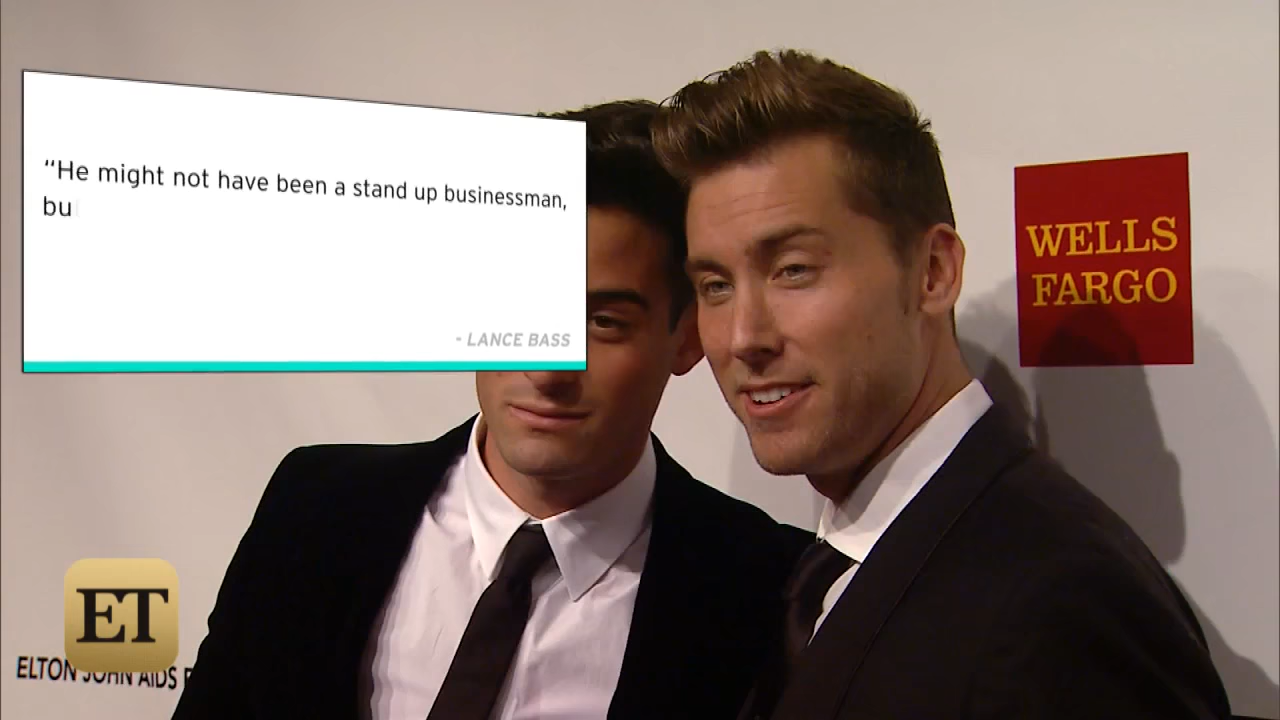 “He might not have been a stand up businessman,
bu
- LANCE BASS
WELLS
FARGO
ET
ELTON JOHN AIDS F